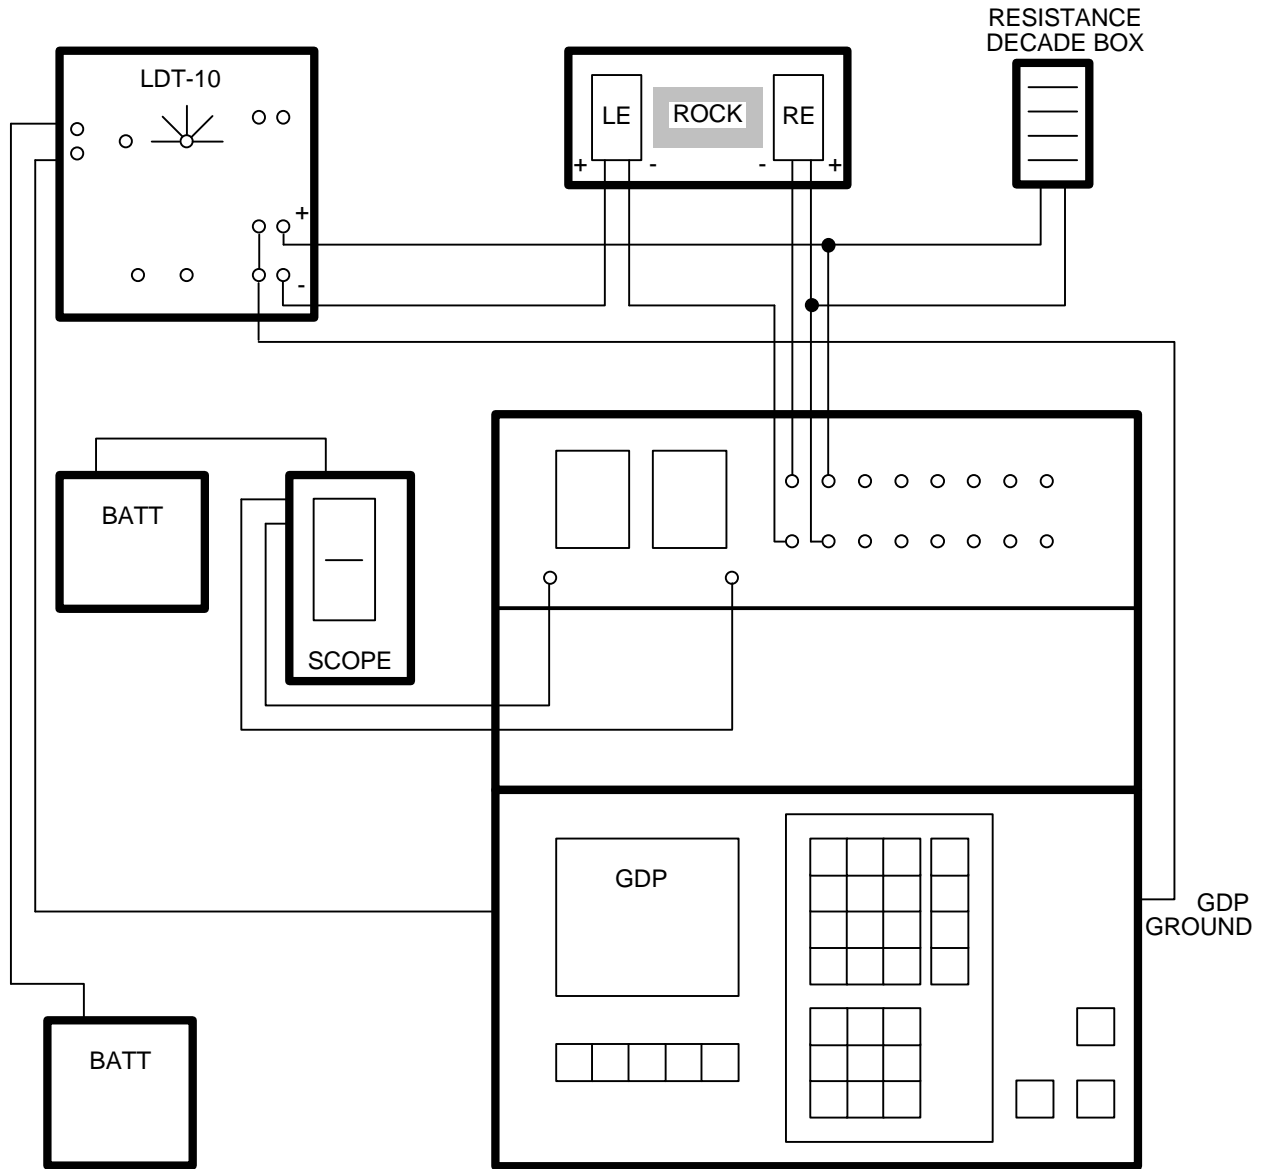 RESISTANCE
DECADE BOX
LDT-10
LE
ROCK
RE
+
-
-
+
+
-
BATT
SCOPE
GDP
GDP
GROUND
BATT